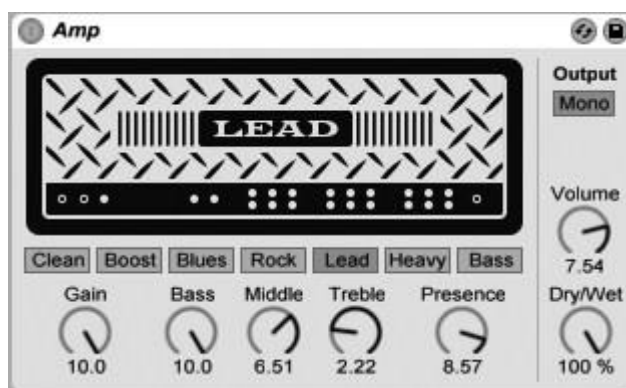 Amp
Output
Mono
LEAD
Volume
7.54
Clean Boost Blues Rock Lead Heavy Bass
Gain Bass Middle Treble Presence Dry/Wet
10.0 10.0 6.51 2.22 8.57 100 %